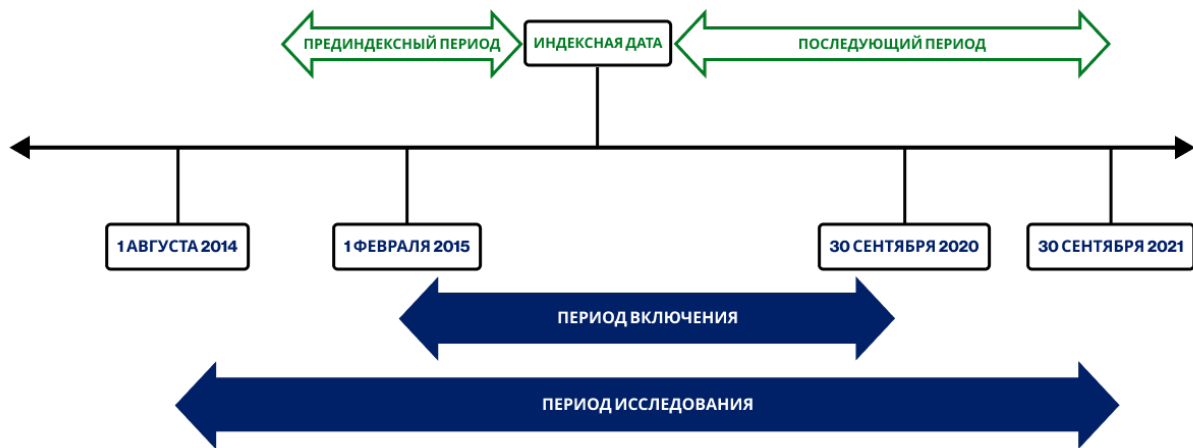 ПРЕДИНДЕКСНЫЙ ПЕРИОД
ИНДЕКСНАЯ ДАТА
ПОСЛЕДУЮЩИЙ ПЕРИОД
1 АВГУСТА 2014
1 ФЕВРАЛЯ 2015
30 СЕНТЯБРЯ 2020
30 СЕНТЯБРЯ 2021
ПЕРИОД ВКЛЮЧЕНИЯ
ПЕРИОД ИССЛЕДОВАНИЯ